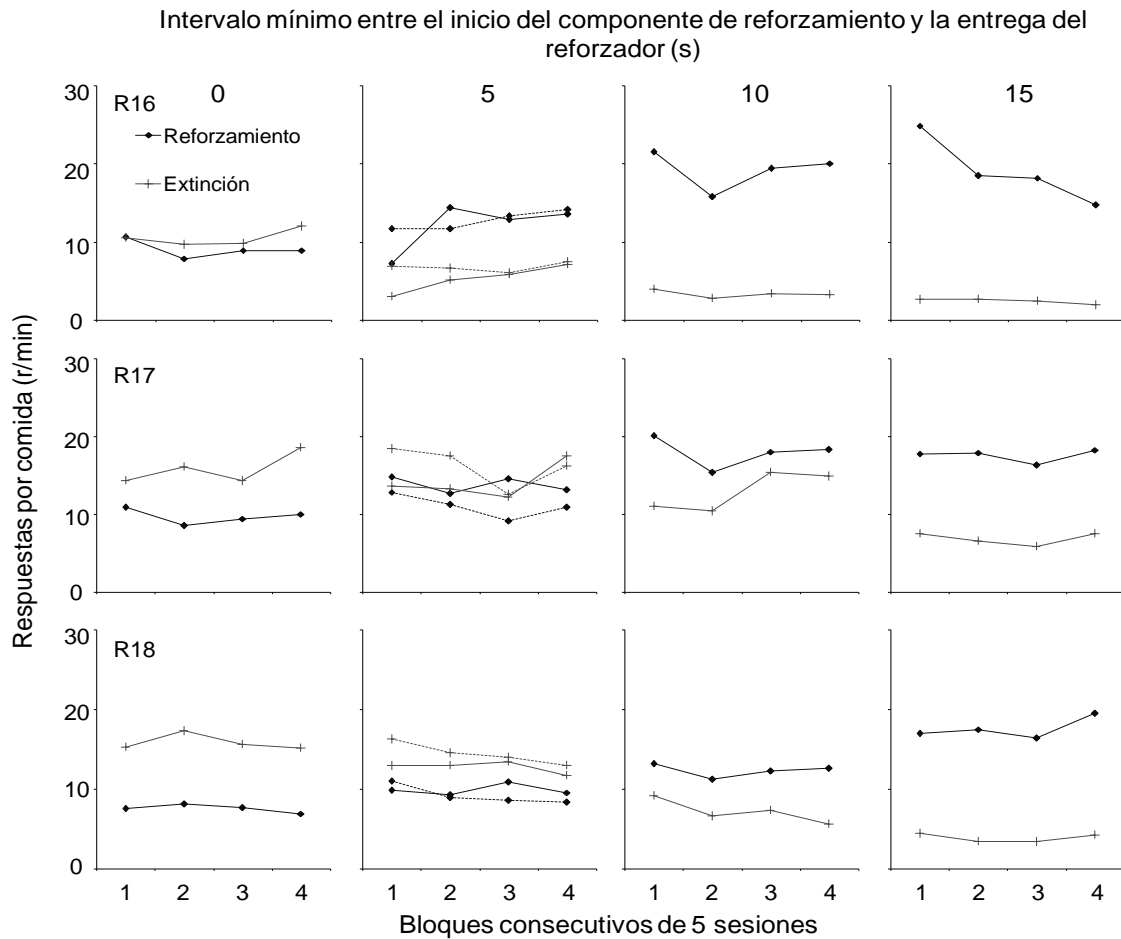 Intervalo mínimo entre el inicio del componente de reforzamiento y la entrega del
reforzador (s)
0 5 10 15
R16
Reforzamiento
Extinción
30
20
10
0
R17
30
20
10
0
R18
30
20
10
0
Respuestas por comida (r/min)
1 2 3 4 1 2 3 4 1 2 3 4 1 2 3 4
Bloques consecutivos de 5 sesiones